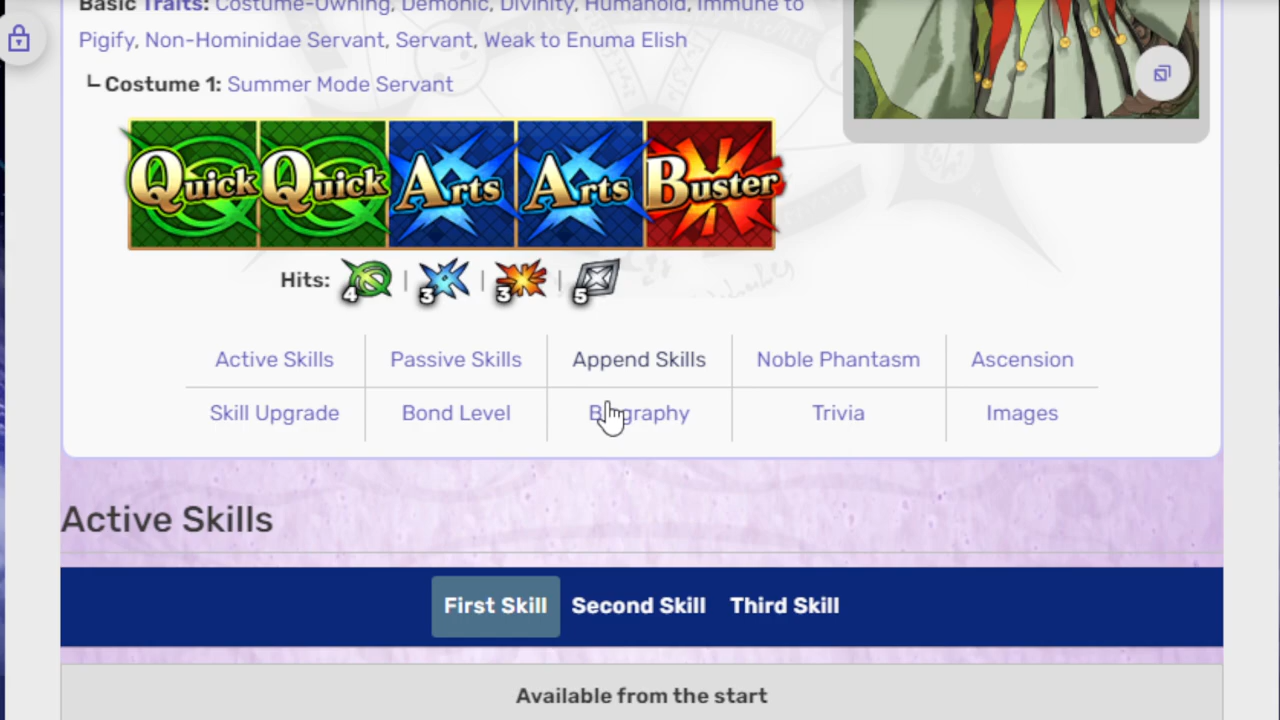 Basic Traits: Costume-Owning, Demonic, Divinity, Humanoid, Immune to
Pigify, Non-Hominidae Servant, Servant, Weak to Enuma Elish
Costume 1: Summer Mode Servant
Quick Quick Arts Arts Buster
Hits: 4 | 3 | 3 | 5
Active Skills Passive Skills Append Skills Noble Phantasm Ascension
Skill Upgrade Bond Level Biography Trivia Images
Active Skills
First Skill Second Skill Third Skill
Available from the start